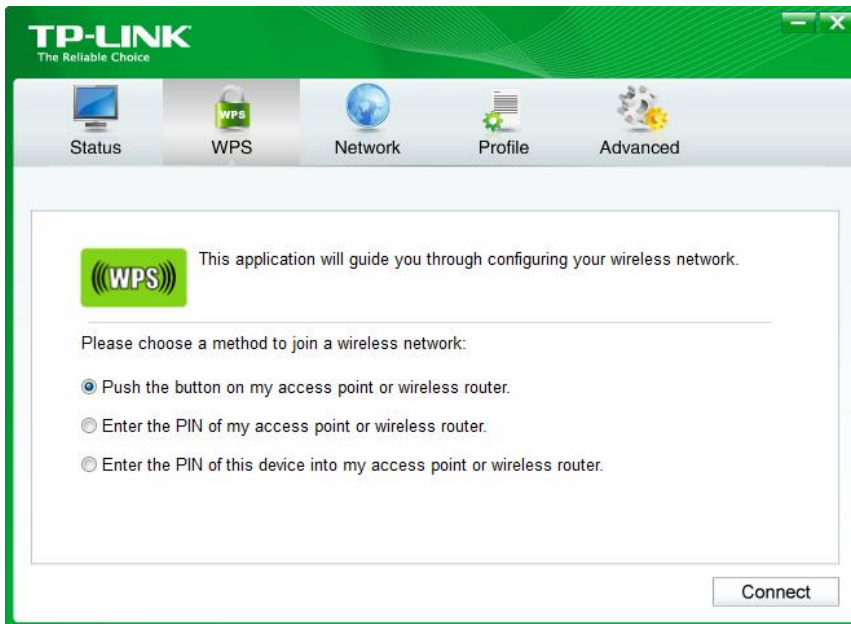 TP-LINK
The Reliable Choice
WPS
Status
WPS
Network
Profile
Advanced
(((WPS)))
This application will guide you through configuring your wireless network.
Please choose a method to join a wireless network:
Push the button on my access point or wireless router.
Enter the PIN of my access point or wireless router.
Enter the PIN of this device into my access point or wireless router.
Connect